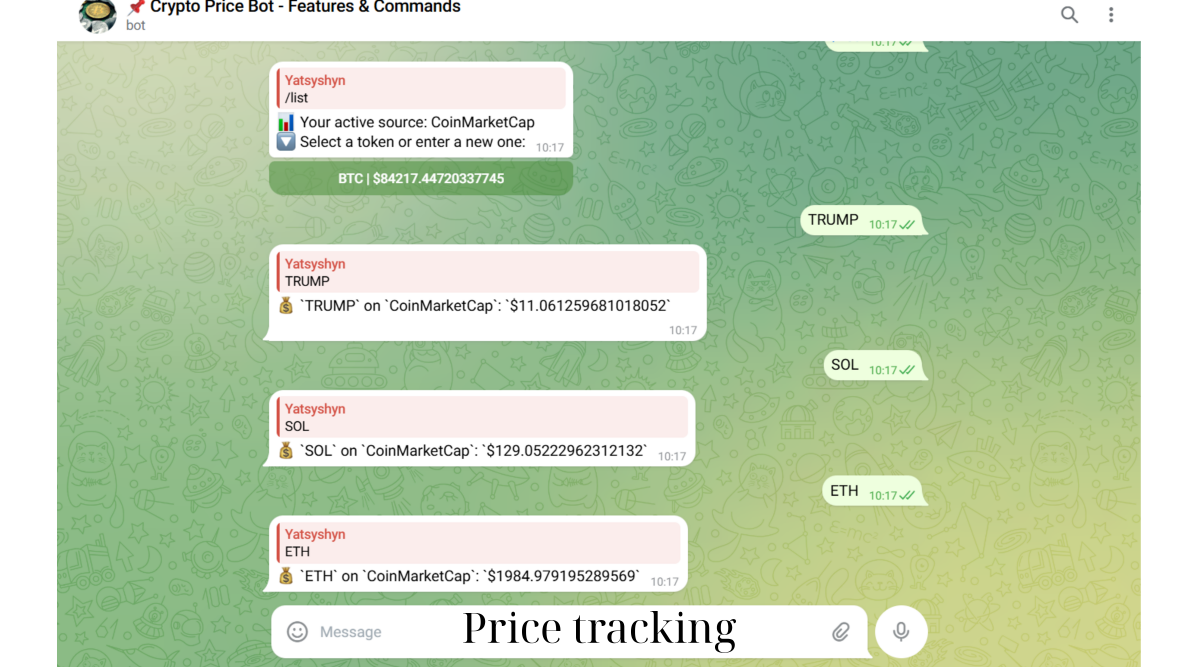 📌 Crypto Price Bot - Features & Commands
bot
10:17
Yatsyshyn
/list
📊 Your active source: CoinMarketCap
🔽 Select a token or enter a new one: 10:17
BTC | $84217.44720337745
TRUMP 10:17
Yatsyshyn
TRUMP
💰 `TRUMP` on `CoinMarketCap`: `$11.061259681018052`
10:17
SOL 10:17
Yatsyshyn
SOL
💰 `SOL` on `CoinMarketCap`: `$129.05222962312132` 10:17
ETH 10:17
Yatsyshyn
ETH
💰 `ETH` on `CoinMarketCap`: `$1984.979195289569` 10:17
Message
Price tracking